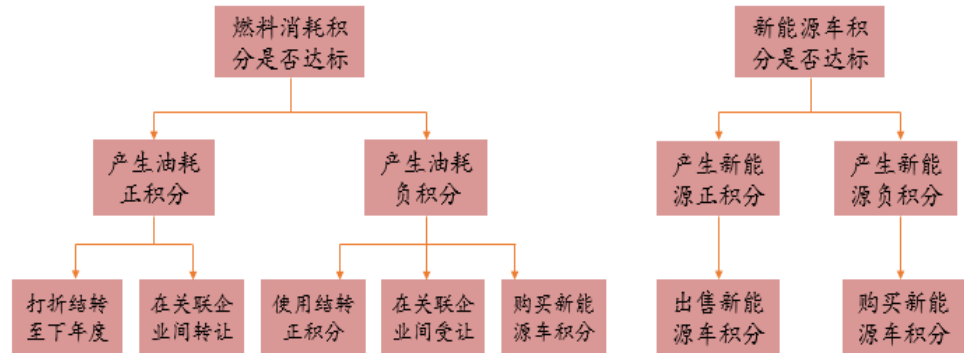 燃料消耗积
分是否达标
新能源车积
分是否达标
产生油耗
正积分
产生油耗
负积分
产生新能
源正积分
产生新能
源负积分
打折结转
至下年度
在关联企
业间转让
使用结转
正积分
在关联企
业间受让
购买新能
源车积分
出售新能
源车积分
购买新能
源车积分